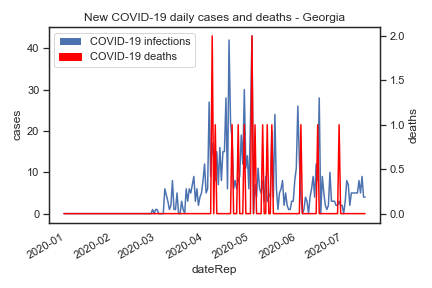 New COVID-19 daily cases and deaths - Georgia
COVID-19 infections
COVID-19 deaths
40
30
20
10
0
cases
2.0
1.5
1.0
0.5
0.0
deaths
2020-01
2020-02
2020-03
2020-04
2020-05
2020-06
2020-07
dateRep